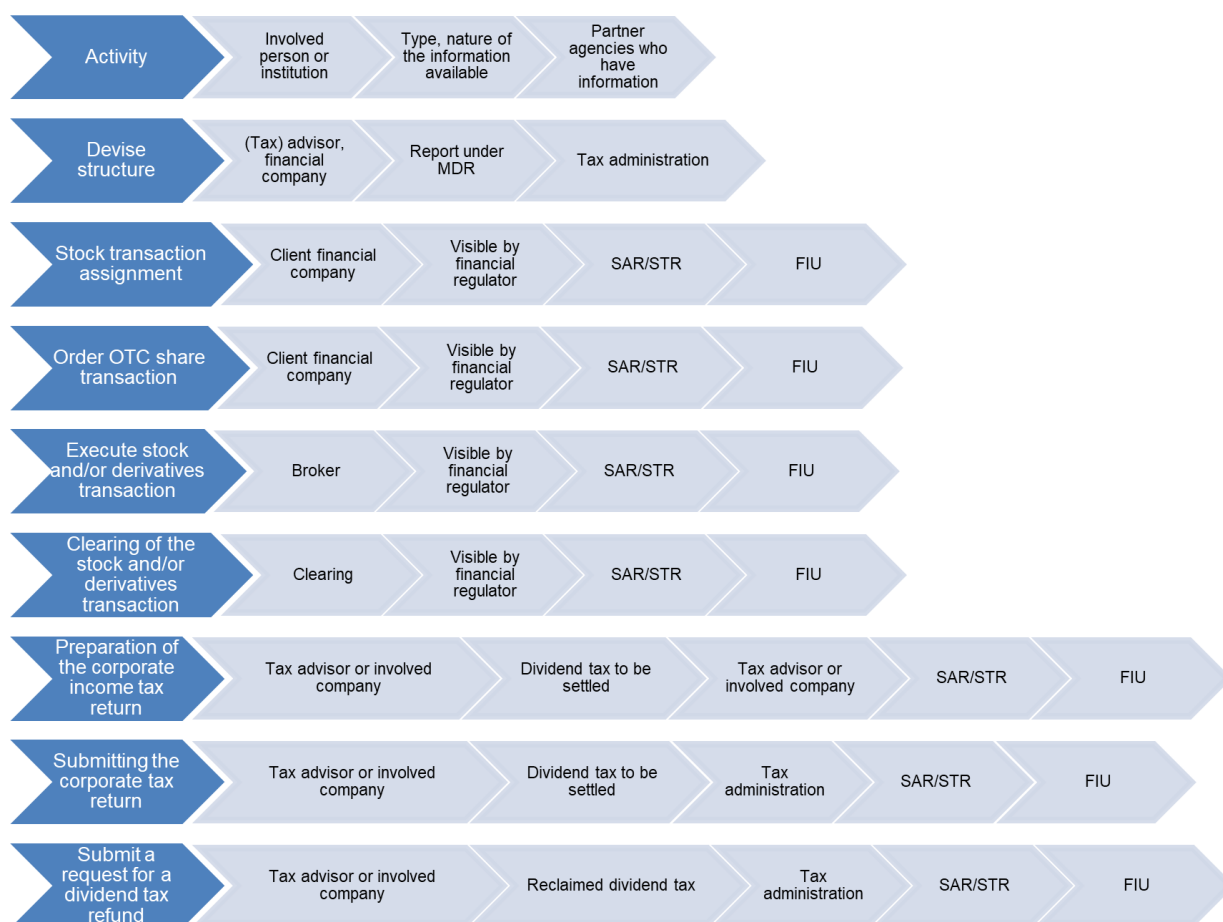 Activity
Involved
person or
institution
Type, nature of
the information
available
Partner
agencies who
have
information
Devise
structure
(Tax) advisor,
financial
company
Report under
MDR
Tax administration
Stock transaction
assignment
Client financial
company
Visible by
financial
regulator
SAR/STR
FIU
Order OTC share
transaction
Client financial
company
Visible by
financial
regulator
SAR/STR
FIU
Execute stock
and/or derivatives
transaction
Broker
Visible by
financial
regulator
SAR/STR
FIU
Clearing of the
stock and/or
derivatives
transaction
Clearing
Visible by
financial
regulator
SAR/STR
FIU
Preparation of
the corporate
income tax
return
Tax advisor or involved
company
Dividend tax to be
settled
Tax advisor or
involved company
SAR/STR
FIU
Submitting the
corporate tax
return
Tax advisor or involved
company
Dividend tax to be
settled
Tax
administration
SAR/STR
FIU
Submit a
request for a
dividend tax
refund
Tax advisor or involved
company
Reclaimed dividend tax
Tax
administration
SAR/STR
FIU